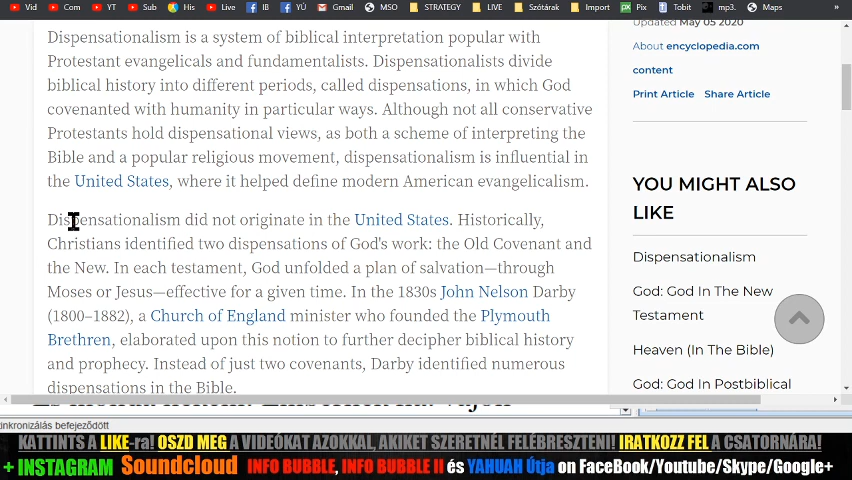 Vid Com YT Sub His Live IB YÚ Gmail MSO STRATEGY LIVE Szótárak Import Pix Tobit mp3. Maps
Dispensationalism is a system of biblical interpretation popular with
Protestant evangelicals and fundamentalists. Dispensationalists divide
biblical history into different periods, called dispensations, in which God
covenanted with humanity in particular ways. Although not all conservative
Protestants hold dispensational views, as both a scheme of interpreting the
Bible and a popular religious movement, dispensationalism is influential in
the United States, where it helped define modern American evangelicalism.
Dispensationalism did not originate in the United States. Historically,
Christians identified two dispensations of God's work: the Old Covenant and
the New. In each testament, God unfolded a plan of salvation—through
Moses or Jesus—effective for a given time. In the 1830s John Nelson Darby
(1800–1882), a Church of England minister who founded the Plymouth
Brethren, elaborated upon this notion to further decipher biblical history
and prophecy. Instead of just two covenants, Darby identified numerous
dispensations in the Bible.
Updated May 05 2020
About encyclopedia.com
content
Print Article Share Article
YOU MIGHT ALSO
LIKE
Dispensationalism
God: God In The New
Testament
Heaven (In The Bible)
God: God In Postbiblical
inkronizálás befejeződött
KATTINTS A LIKE-ra! OSZD MEG A VIDEÓKAT AZOKKAL, AKIKET SZERETNÉL FELÉBRESZTENI! IRATKOZZ FEL A CSATORNÁRA!
+ INSTAGRAM Soundcloud INFO BUBBLE, INFO BUBBLE II és YAHUAH Útja on FaceBook/Youtube/Skype/Google+